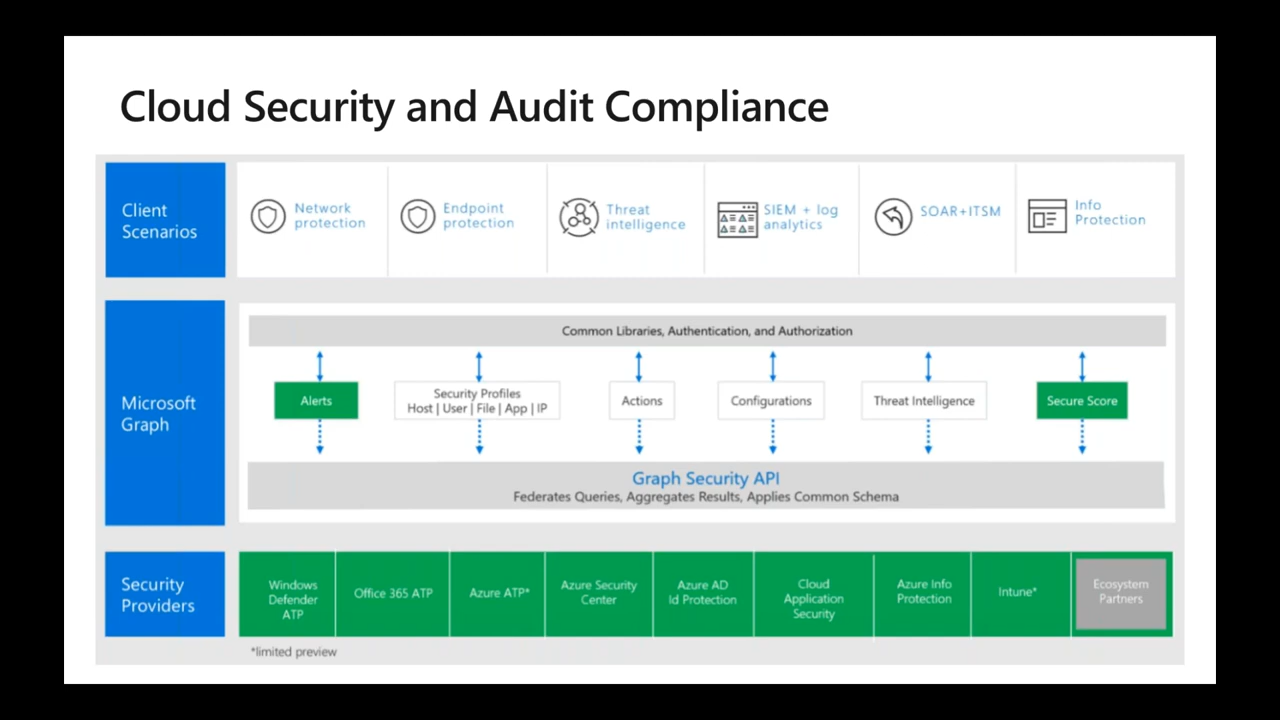 Cloud Security and Audit Compliance
Client
Scenarios
Network
protection
Endpoint
protection
Threat
intelligence
SIEM + log
analytics
SOAR+ITSM
Info
Protection
Microsoft
Graph
Common Libraries, Authentication, and Authorization
Alerts
Security Profiles
Host | User | File | App | IP
Actions
Configurations
Threat Intelligence
Secure Score
Graph Security API
Federates Queries, Aggregates Results, Applies Common Schema
Security
Providers
Windows
Defender
ATP
Office 365 ATP
Azure ATP*
Azure Security
Center
Azure AD
Id Protection
Cloud
Application
Security
Azure Info
Protection
Intune*
Ecosystem
Partners
*limited preview